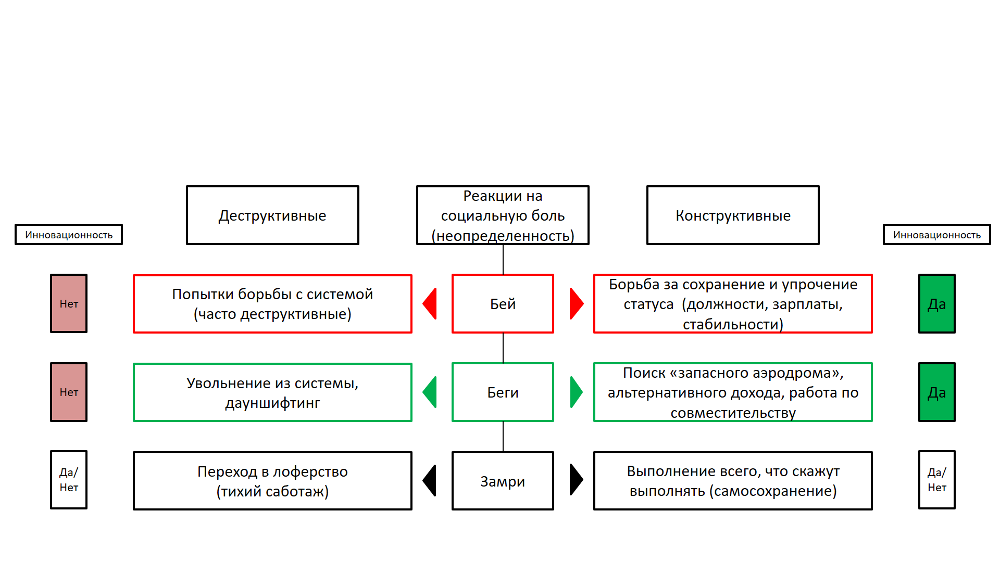 Деструктивные
Реакции на
социальную боль
(неопределенность)
Конструктивные
Инновационность
Инновационность
Нет
Попытки борьбы с системой
(часто деструктивные)
Бей
Борьба за сохранение и упрочение
статуса  (должности, зарплаты,
стабильности)
Да
Нет
Увольнение из системы,
дауншифтинг
Беги
Поиск «запасного аэродрома»,
альтернативного дохода, работа по
совместительству
Да
Да/
Нет
Переход в лоферство
(тихий саботаж)
Замри
Выполнение всего, что скажут
выполнять (самосохранение)
Да/
Нет